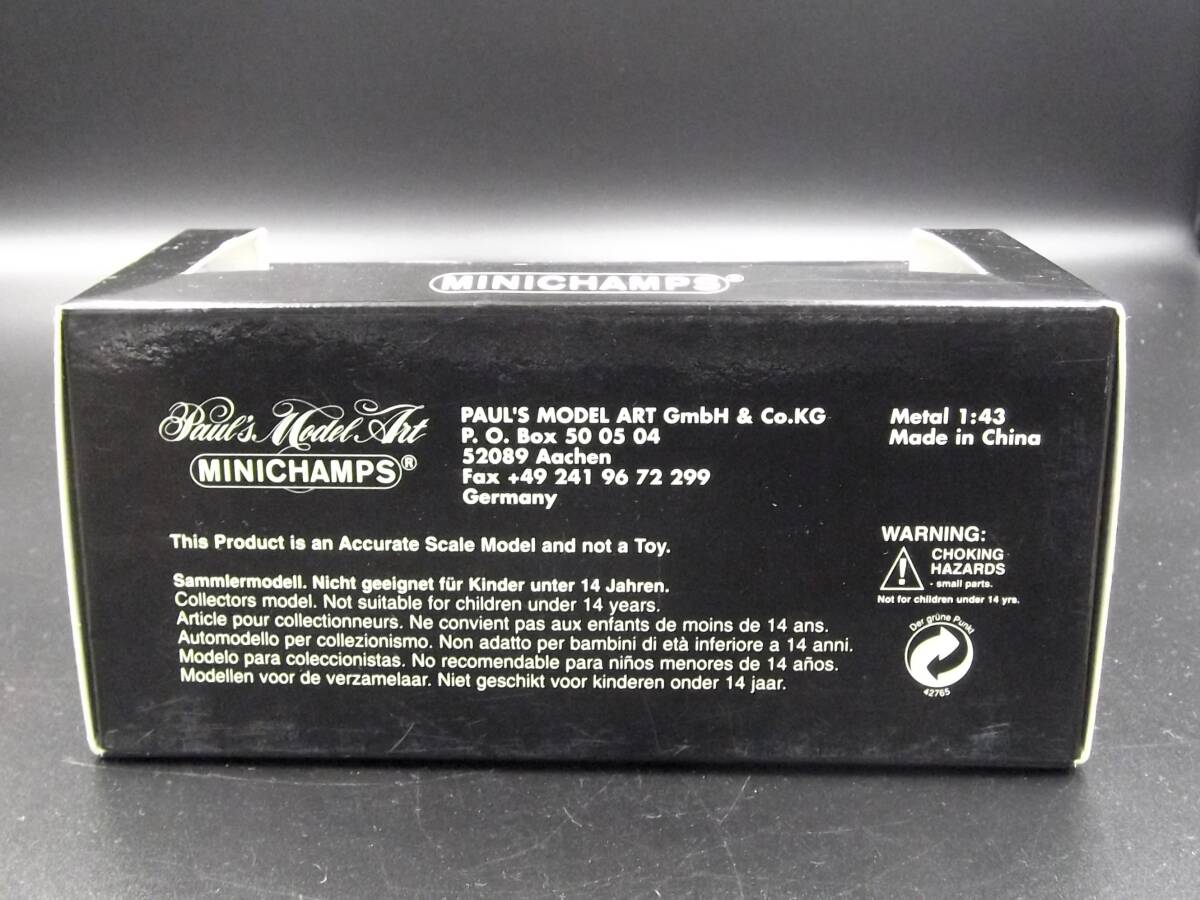 MINICHAMPS®
Paul's Model Art
MINICHAMPS®
PAUL'S MODEL ART GmbH & Co.KG
P. O. Box 50 05 04
52089 Aachen
Fax +49 241 96 72 299
Germany
Metal 1:43
Made in China
This Product is an Accurate Scale Model and not a Toy.
Sammlermodell. Nicht geeignet für Kinder unter 14 Jahren.
Collectors model. Not suitable for children under 14 years.
Article pour collectionneurs. Ne convient pas aux enfants de moins de 14 ans.
Automodello per collezionismo. Non adatto per bambini di età inferiore a 14 anni.
Modelo para coleccionistas. No recomendable para niños menores de 14 años.
Modellen voor de verzamelaar. Niet geschikt voor kinderen onder 14 jaar.
WARNING:
CHOKING
HAZARDS
- small parts.
Not for children under 14 yrs.
Der grüne Punkt
42765